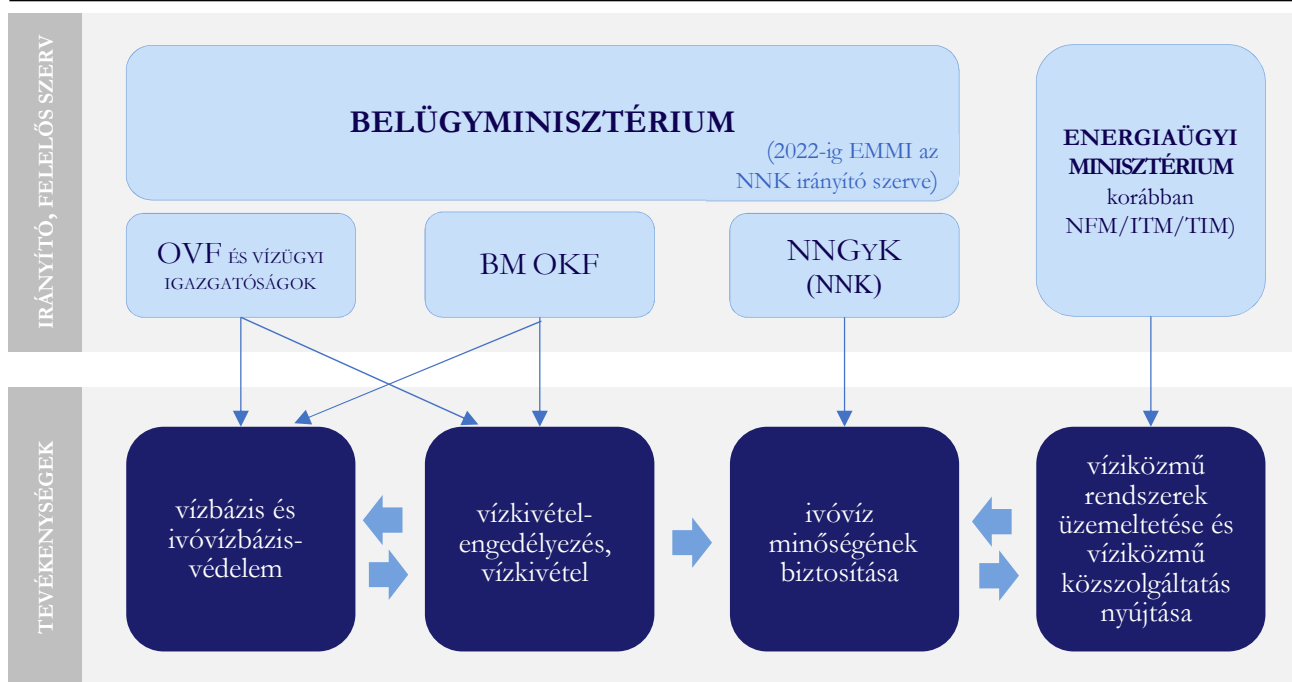 IRÁNYÍTÓ, FELELŐS SZERV
BELÜGYMINISZTÉRIUM
(2022-ig EMMI az
NNK irányító szerve)
ENERGIAÜGYI
MINISZTÉRIUM
korábban
NFM/ITM/TIM)
OVF ÉS VÍZÜGYI
IGAZGATÓSÁGOK
BM OKF
NNGYK
(NNK)
TEVÉKENYSÉGEK
vízbázis és
ivóvízbázis-
védelem
vízkivétel-
engedélyezés,
vízkivétel
ivóvíz
minőségének
biztosítása
víziközmű
rendszerek
üzemeltetése és
víziközmű
közszolgáltatás
nyújtása